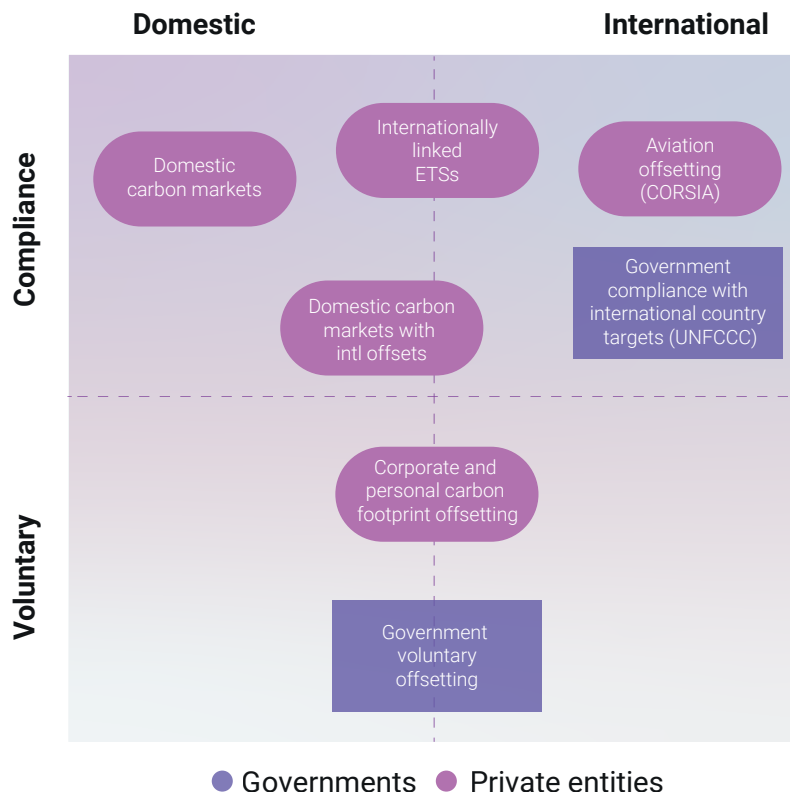 Domestic
International
Compliance
Domestic
carbon markets
Internationally
linked
ETSs
Aviation
offsetting
(CORSIA)
Domestic carbon
markets with
intl offsets
Government
compliance with
international country
targets (UNFCCC)
Voluntary
Corporate and
personal carbon
footprint offsetting
Government
voluntary
offsetting
Governments
Private entities